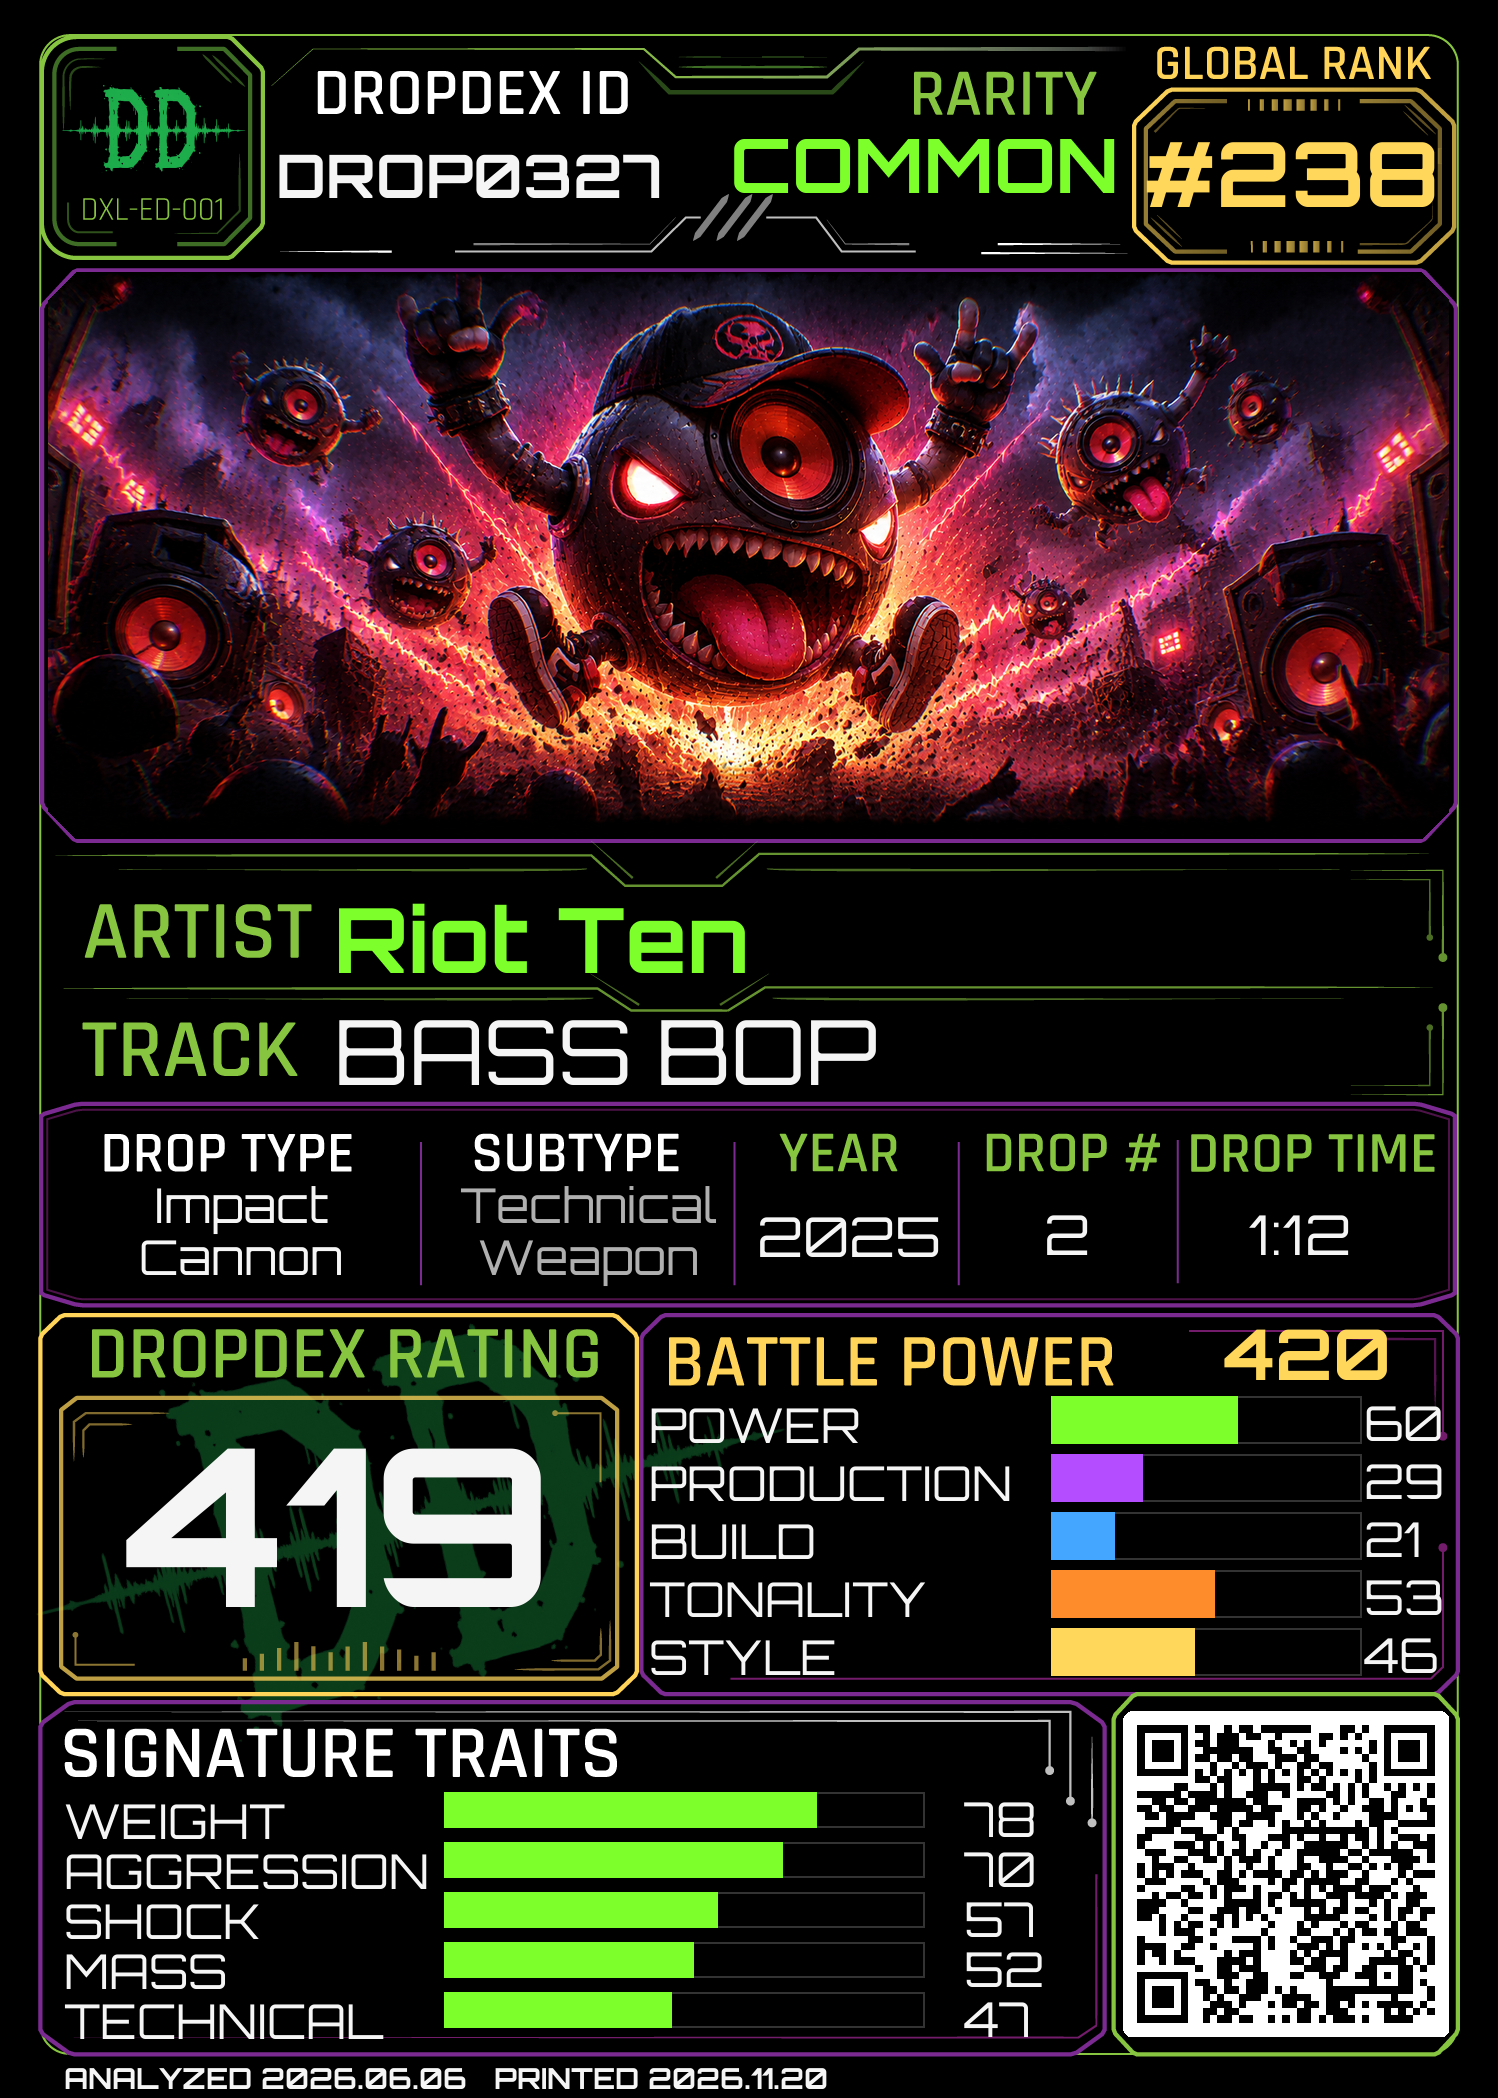 DD
DXL-ED-001
DROPDEX ID
DROP0327
RARITY
COMMON
GLOBAL RANK
#238
ARTIST Riot Ten
TRACK BASS BOP
DROP TYPE
Impact
Cannon
SUBTYPE
Technical
Weapon
YEAR
2025
DROP #
2
DROP TIME
1:12
DROPDEX RATING
419
BATTLE POWER 420
POWER 60
PRODUCTION 29
BUILD 21
TONALITY 53
STYLE 46
SIGNATURE TRAITS
WEIGHT 78
AGGRESSION 70
SHOCK 57
MASS 52
TECHNICAL 47
ANALYZED 2026.06.06 PRINTED 2026.11.20